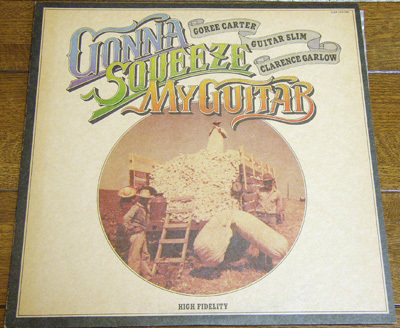 GONNA
SQUEEZE
MY GUITAR
GOREE CARTER
GUITAR SLIM
CLARENCE GARLOW
HIGH FIDELITY